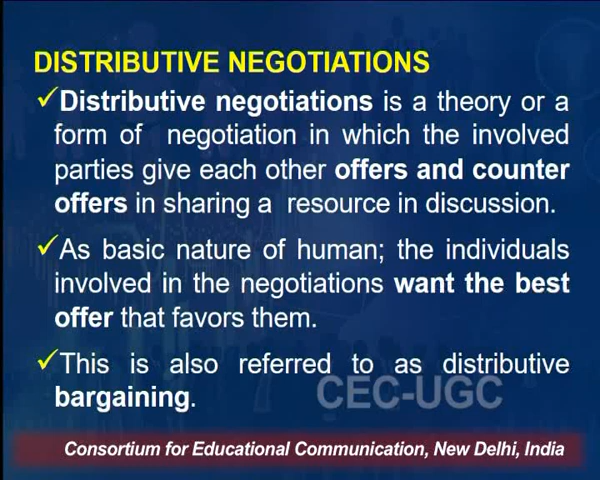 DISTRIBUTIVE NEGOTIATIONS
✓Distributive negotiations is a theory or a
form of negotiation in which the involved
parties give each other offers and counter
offers in sharing a resource in discussion.
✓As basic nature of human; the individuals
involved in the negotiations want the best
offer that favors them.
✓This is also referred to as distributive
bargaining.
CEC-UGC
Consortium for Educational Communication, New Delhi, India